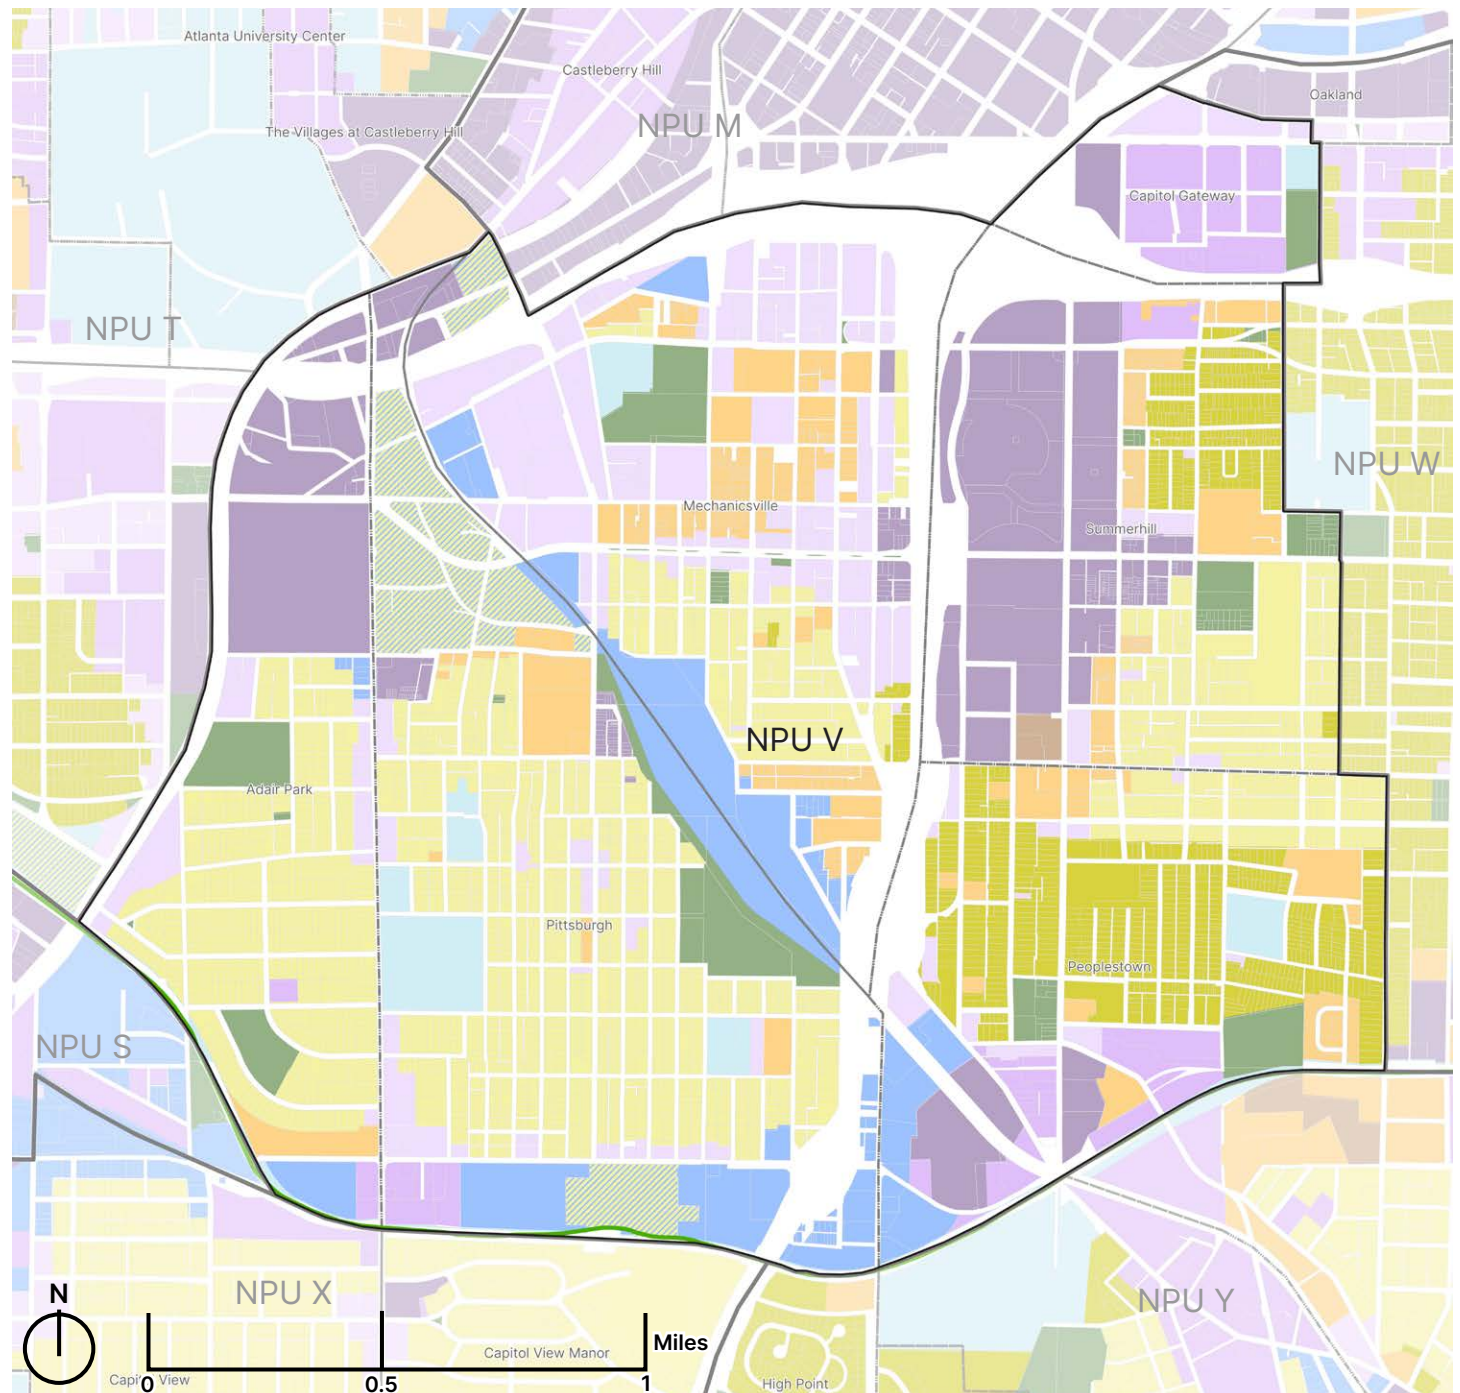 Atlanta University Center
Castleberry Hill
Oakland
The Villages at Castleberry Hill
NPU M
Capitol Gateway
NPU T
NPU W
Mechanicsville
Summerhill
NPU V
Adair Park
Pittsburgh
Peoplestown
NPU S
NPU X
NPU Y
N
Miles
Capitol View Manor
Capitol View
0
0.5
1
High Point